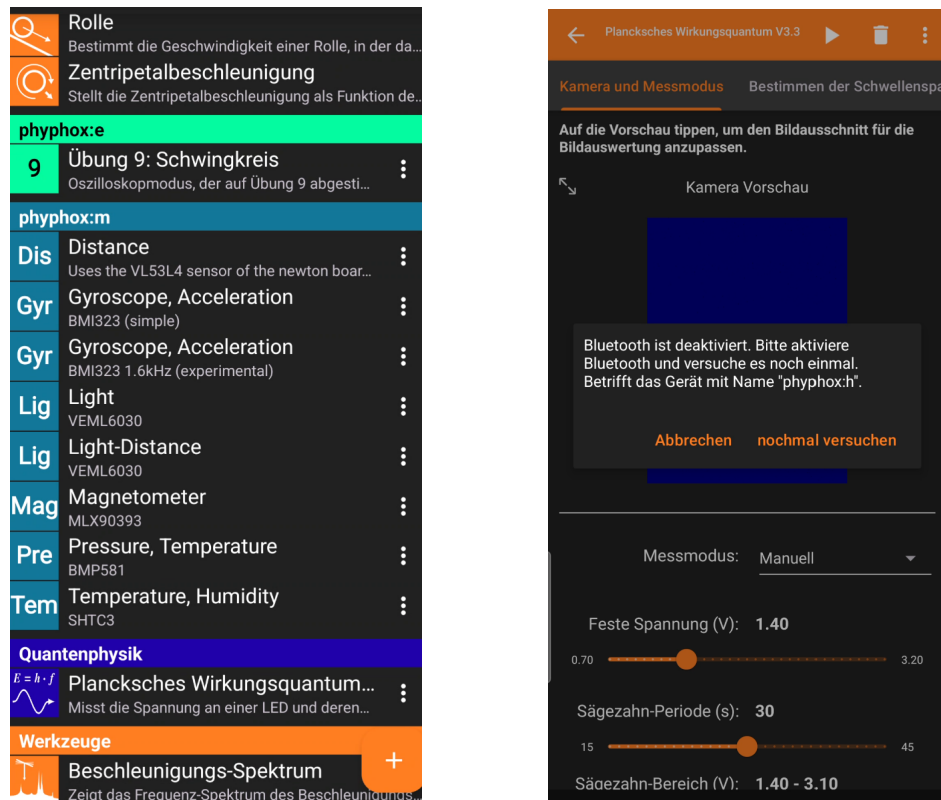 Rolle
Bestimmt die Geschwindigkeit einer Rolle, in der da...
Zentripetalbeschleunigung
Stellt die Zentripetalbeschleunigung als Funktion de...
phyphox:e
9
Übung 9: Schwingkreis
Oszilloskopmodus, der auf Übung 9 abgesti...
phyphox:m
Dis
Distance
Uses the VL53L4 sensor of the newton boar...
Gyr
Gyroscope, Acceleration
BMI323 (simple)
Gyr
Gyroscope, Acceleration
BMI323 1.6kHz (experimental)
Lig
Light
VEML6030
Lig
Light-Distance
VEML6030
Mag
Magnetometer
MLX90393
Pre
Pressure, Temperature
BMP581
Tem
Temperature, Humidity
SHTC3
Quantenphysik
E = h · f
Plancksches Wirkungsquantum...
Misst die Spannung an einer LED und deren...
Werkzeuge
Beschleunigungs-Spektrum
Zeigt das Frequenz-Spektrum des Beschleunigungs...
+
Plancksches Wirkungsquantum V3.3
Kamera und Messmodus
Bestimmen der Schwellenspa
Auf die Vorschau tippen, um den Bildausschnitt für die
Bildauswertung anzupassen.
Kamera Vorschau
Bluetooth ist deaktiviert. Bitte aktiviere
Bluetooth und versuche es noch einmal.
Betrifft das Gerät mit Name "phyphox:h".
Abbrechen
nochmal versuchen
Messmodus:
Manuell
Feste Spannung (V):
1.40
0.70
3.20
Sägezahn-Periode (s):
30
15
45
Sägezahn-Bereich (V):
1.40 - 3.10